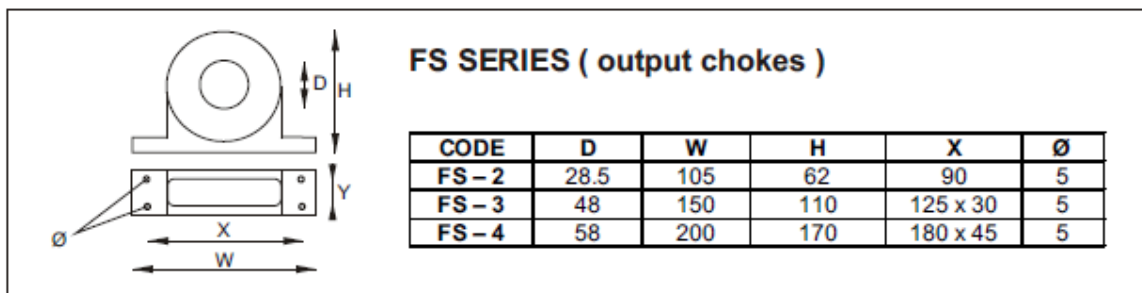 FS SERIES ( output chokes )
D
H
Y
Ø
X
W
CODE D W H X Ø
FS – 2 28.5 105 62 90 5
FS – 3 48 150 110 125 x 30 5
FS – 4 58 200 170 180 x 45 5